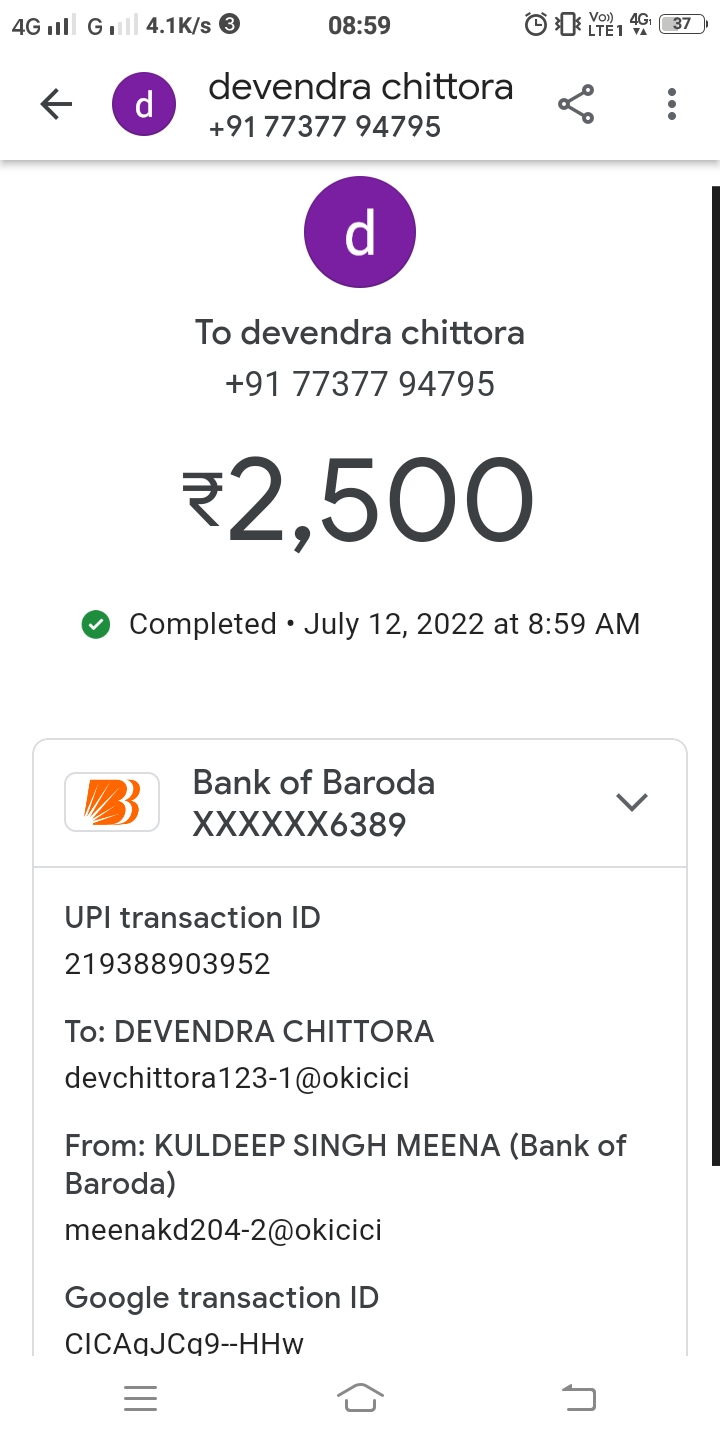 4G G 4.1K/s 3 08:59 Vo)) LTE1 4G 37
devendra chittora
+91 77377 94795
d
d
To devendra chittora
+91 77377 94795
₹2,500
Completed • July 12, 2022 at 8:59 AM
Bank of Baroda
XXXXXX6389
UPI transaction ID
219388903952
To: DEVENDRA CHITTORA
devchittora123-1@okicici
From: KULDEEP SINGH MEENA (Bank of
Baroda)
meenakd204-2@okicici
Google transaction ID
CICAgJCq9--HHw